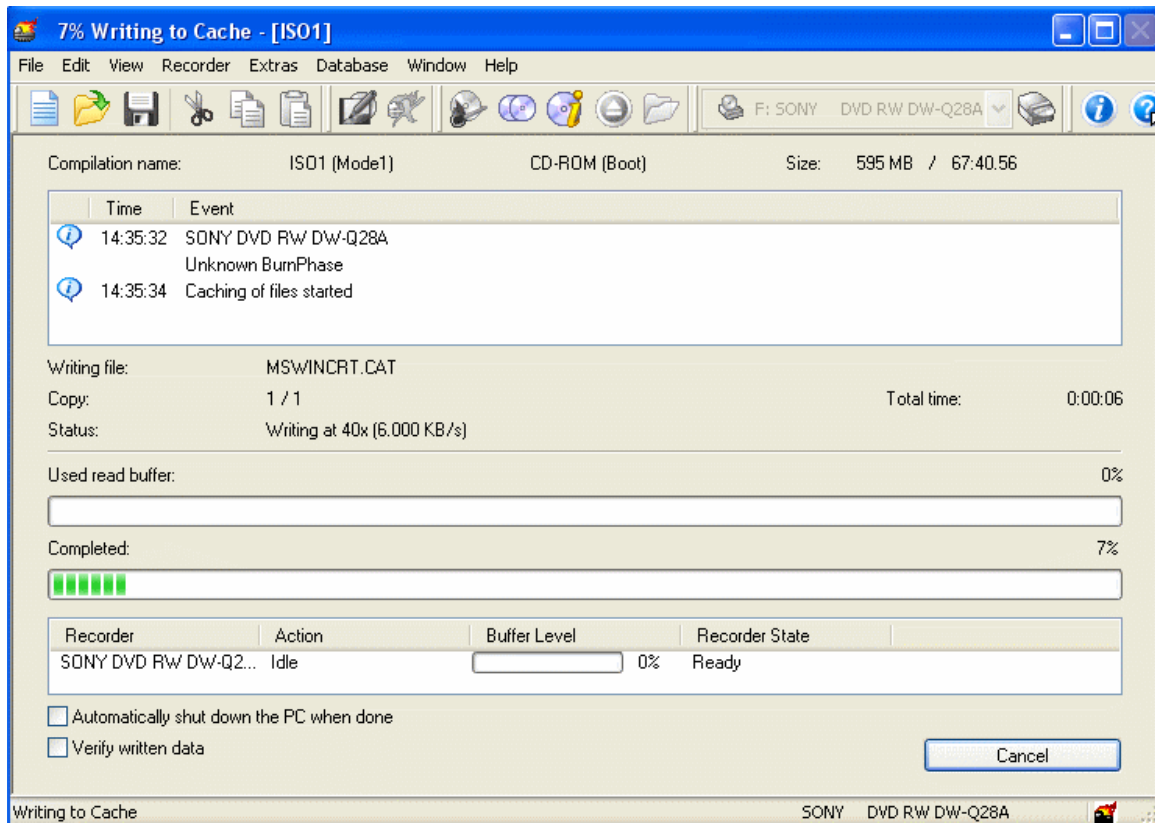 7% Writing to Cache - [ISO1]
File Edit View Recorder Extras Database Window Help
F: SONY DVD RW DW-Q28A
Compilation name: ISO1 (Mode1) CD-ROM (Boot) Size: 595 MB / 67:40.56
Time Event
14:35:32 SONY DVD RW DW-Q28A
Unknown BurnPhase
14:35:34 Caching of files started
Writing file: MSWINCRT.CAT
Copy: 1 / 1 Total time: 0:00:06
Status: Writing at 40x (6.000 KB/s)
Used read buffer: 0%
Completed: 7%
Recorder Action Buffer Level Recorder State
SONY DVD RW DW-Q2... Idle 0% Ready
Automatically shut down the PC when done
Verify written data
Cancel
Writing to Cache SONY DVD RW DW-Q28A